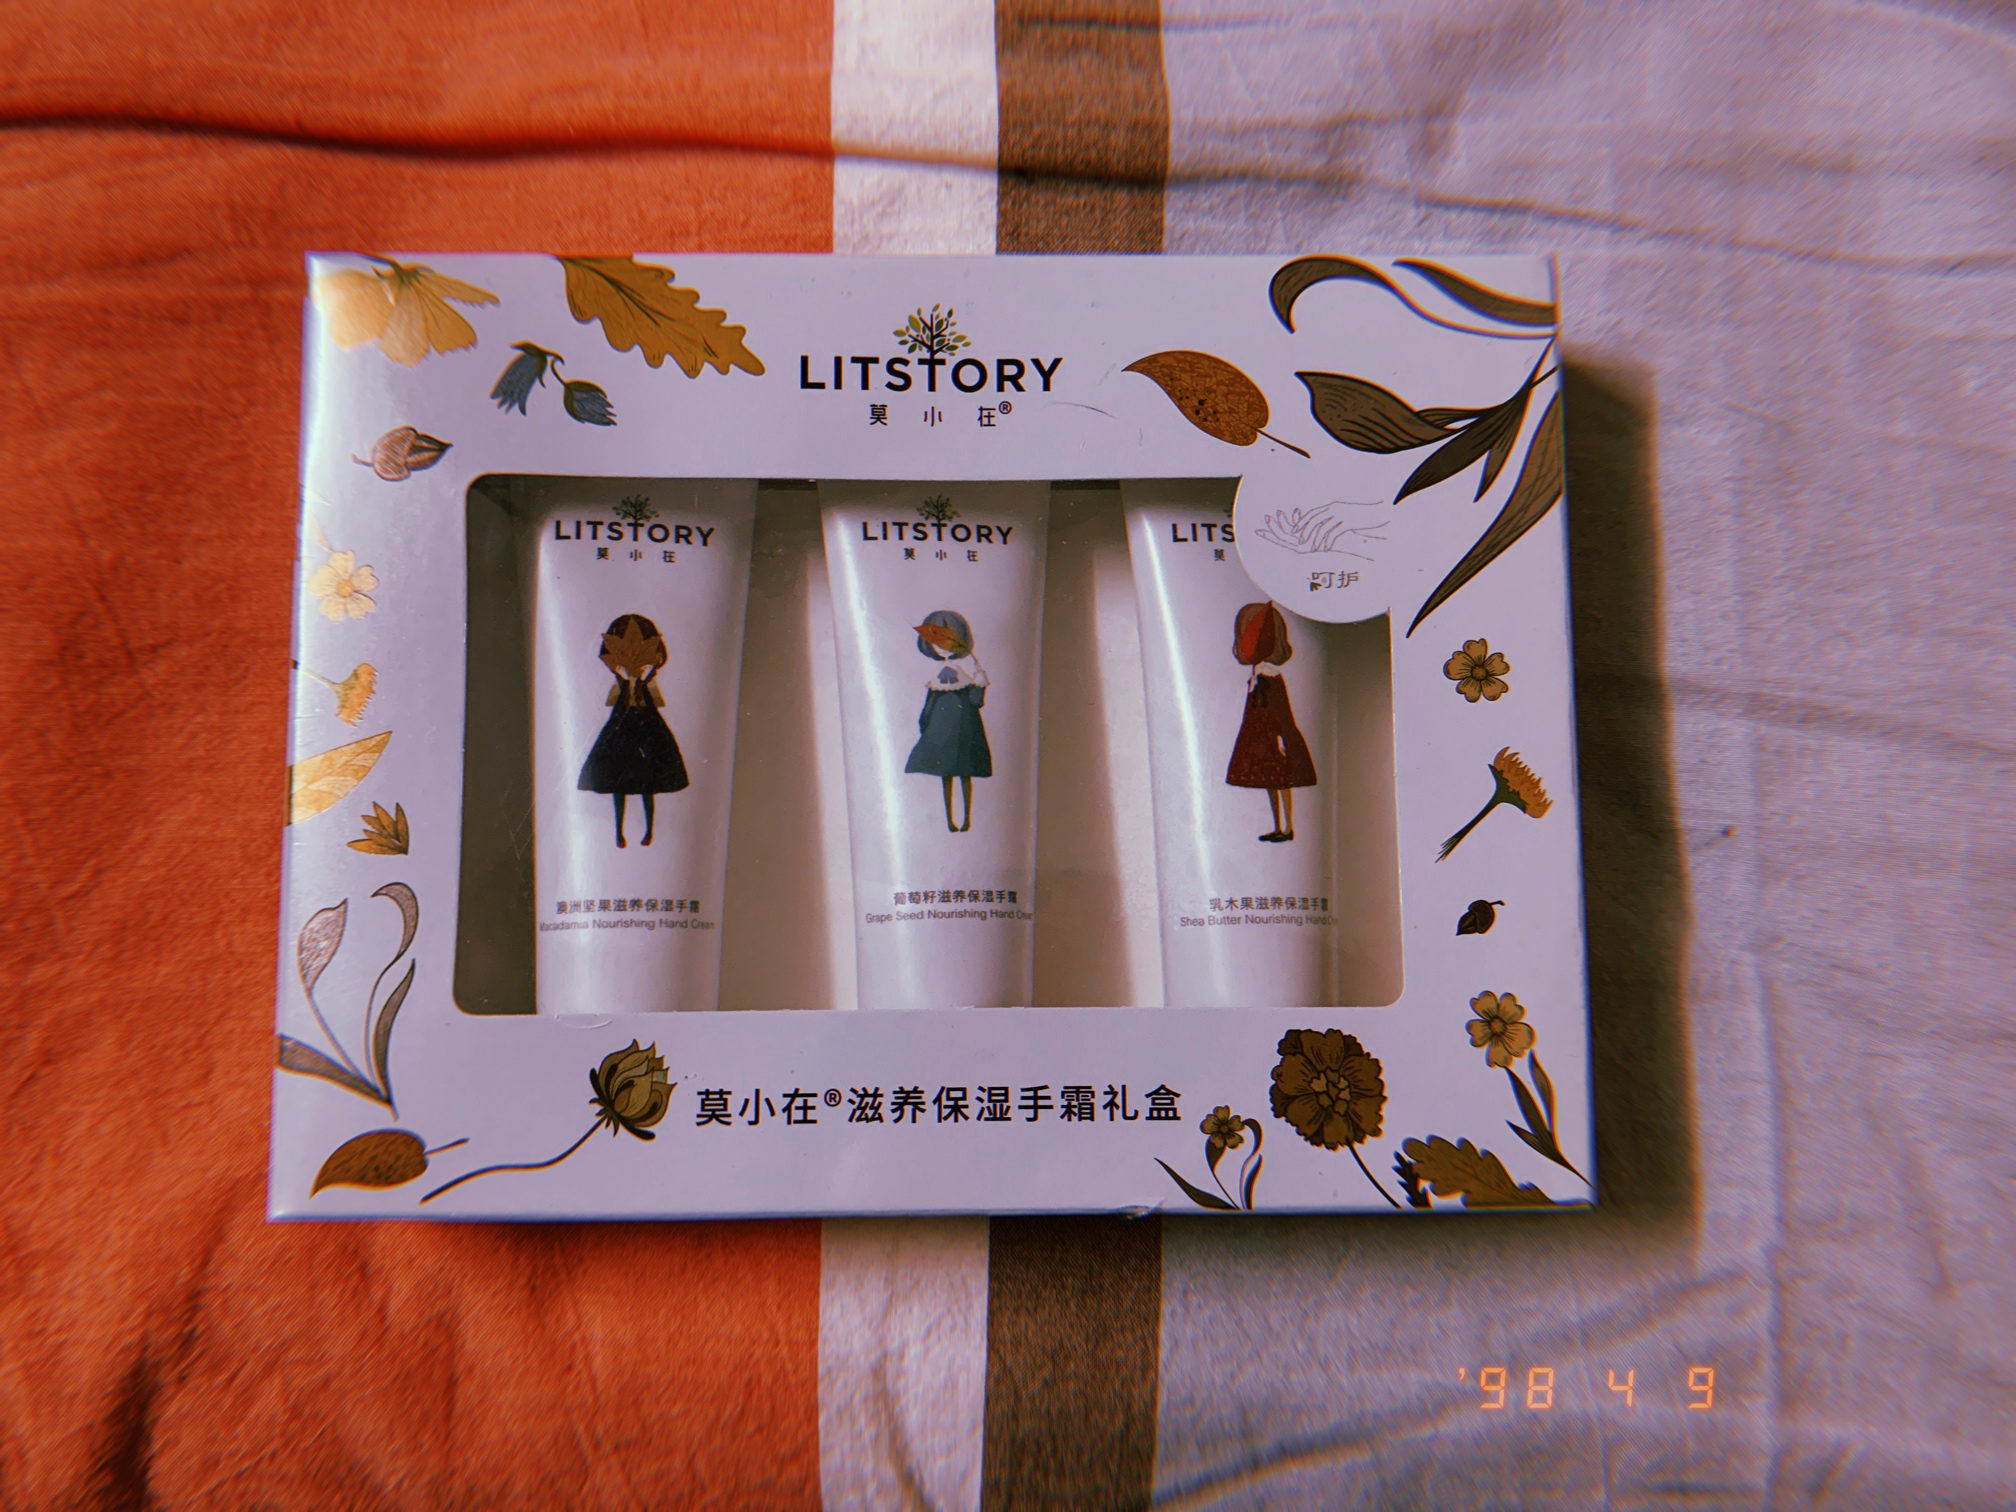 LITSTORY
莫小在®
LITSTORY
莫小在
澳洲坚果滋养保湿手霜
Macadamia Nourishing Hand Cream
LITSTORY
莫小在
葡萄籽滋养保湿手霜
Grape Seed Nourishing Hand Cream
LITS
莫
乳木果滋养保湿手霜
Shea Butter Nourishing Hand Cr
呵护
莫小在®滋养保湿手霜礼盒
'98 4 9